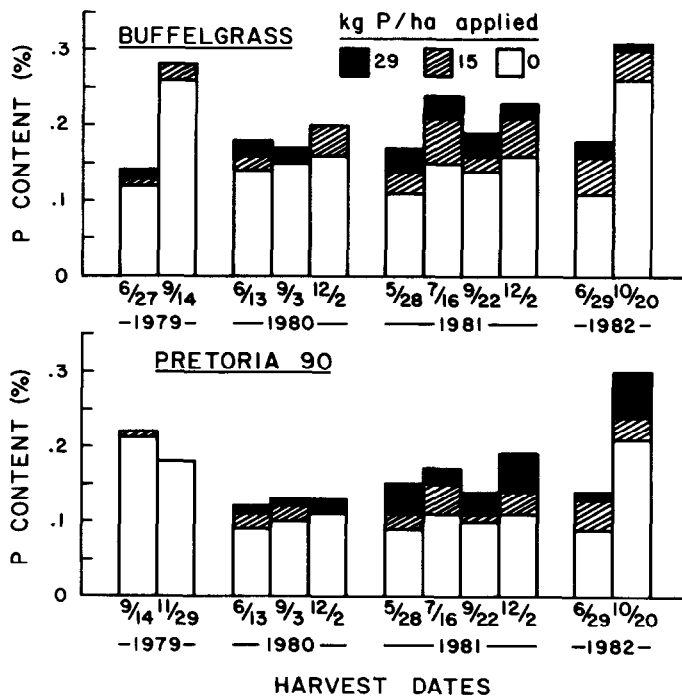 BUFFELGRASS
kg P/ha applied
29 15 0
P CONTENT (%)
.3
.2
.1
0
6/27 9/14 6/13 9/3 12/2 5/28 7/16 9/22 12/2 6/29 10/20
-1979- -1980- -1981- -1982-
PRETORIA 90
P CONTENT (%)
.3
.2
.1
0
9/14 11/29 6/13 9/3 12/2 5/28 7/16 9/22 12/2 6/29 10/20
-1979- -1980- -1981- -1982-
HARVEST DATES